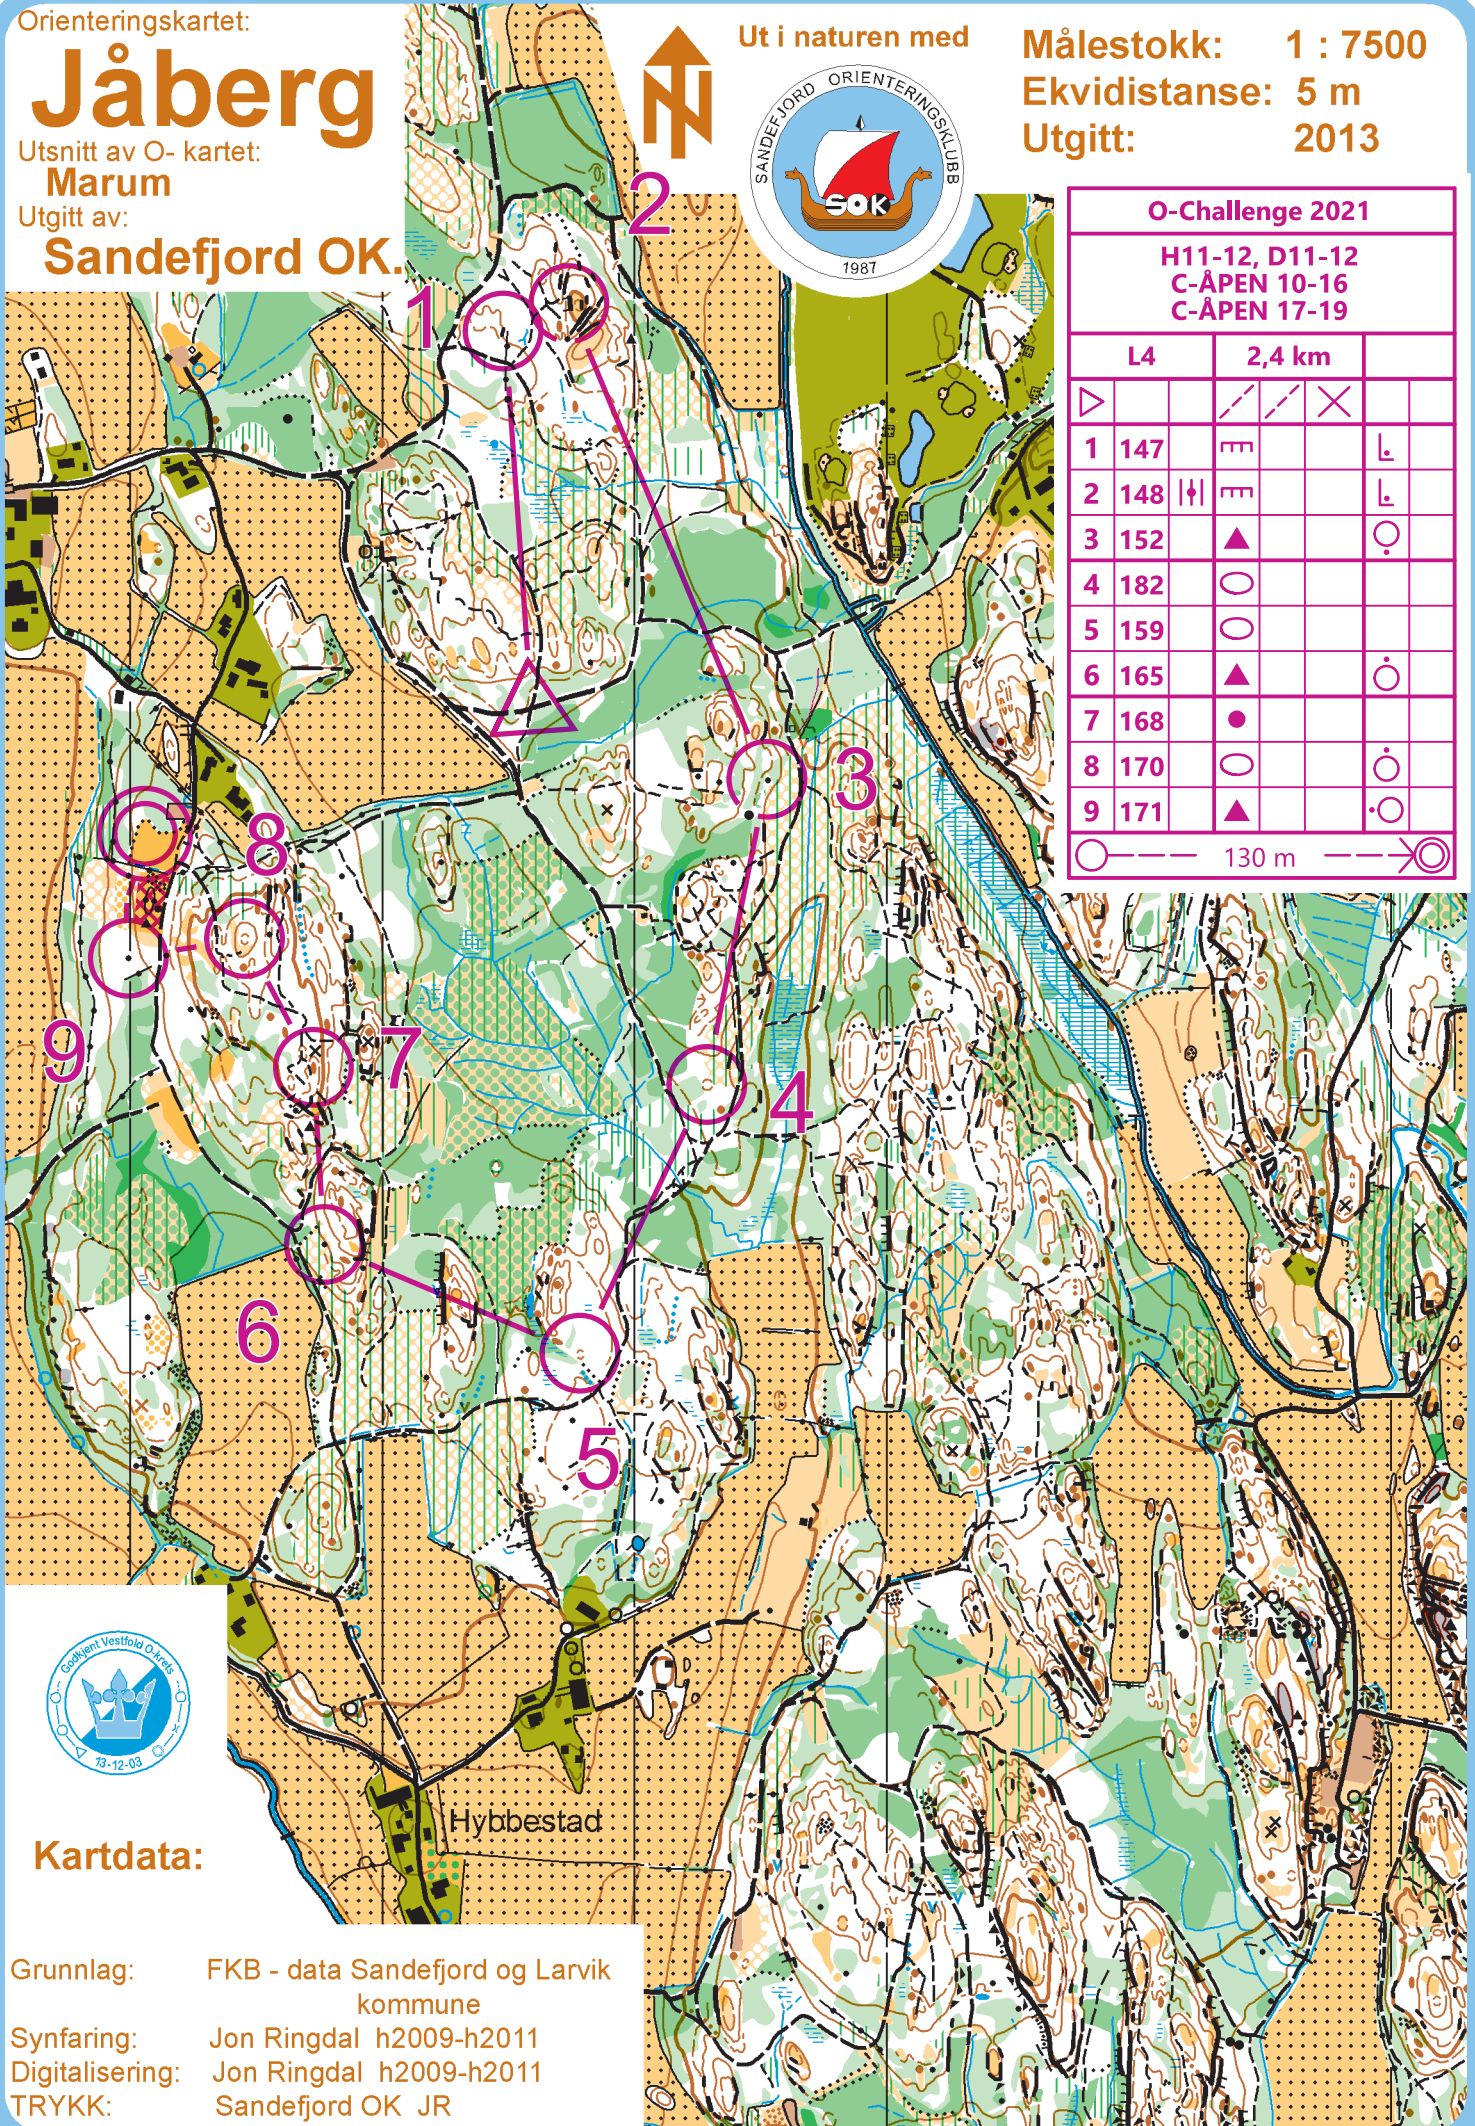 Orienteringskartet:
Jåberg
Utsnitt av O- kartet:
Marum
Utgitt av:
Sandefjord OK.
N
Ut i naturen med
SANDEFJORD ORIENTERINGSKLUBB
SOK
1987
Målestokk: 1 : 7500
Ekvidistanse: 5 m
Utgitt: 2013
O-Challenge 2021
H11-12, D11-12
C-ÅPEN 10-16
C-ÅPEN 17-19
L4 2,4 km
1 147
2 148
3 152
4 182
5 159
6 165
7 168
8 170
9 171
130 m
1
2
3
4
5
6
7
8
9
Hybbestad
Godkjent Vestfold O-krets
13-12-03
Kartdata:
Grunnlag: FKB - data Sandefjord og Larvik
kommune
Synfaring: Jon Ringdal h2009-h2011
Digitalisering: Jon Ringdal h2009-h2011
TRYKK: Sandefjord OK JR